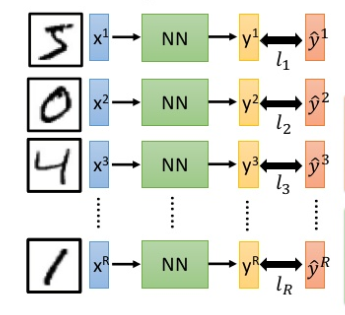 5 x¹ NN y¹ ŷ¹
l₁
0 x² NN y² ŷ²
l₂
4 x³ NN y³ ŷ³
l₃
1 xᴿ NN yᴿ ŷᴿ
l_R